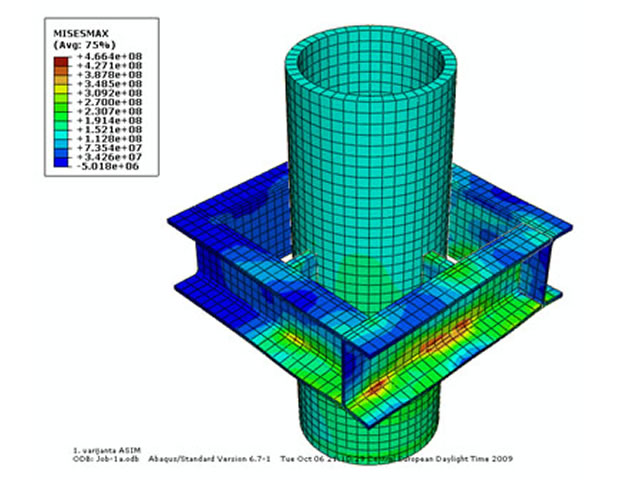 MISESMAX
(Avg: 75%)
+4.664e+08
+4.271e+08
+3.878e+08
+3.485e+08
+3.092e+08
+2.700e+08
+2.307e+08
+1.914e+08
+1.521e+08
+1.128e+08
+7.354e+07
+3.426e+07
-5.018e+06
1. varijanta ASIM
ODB: Job-1a.odb Abaqus/Standard Version 6.7-1 Tue Oct 06 European Daylight Time 2009